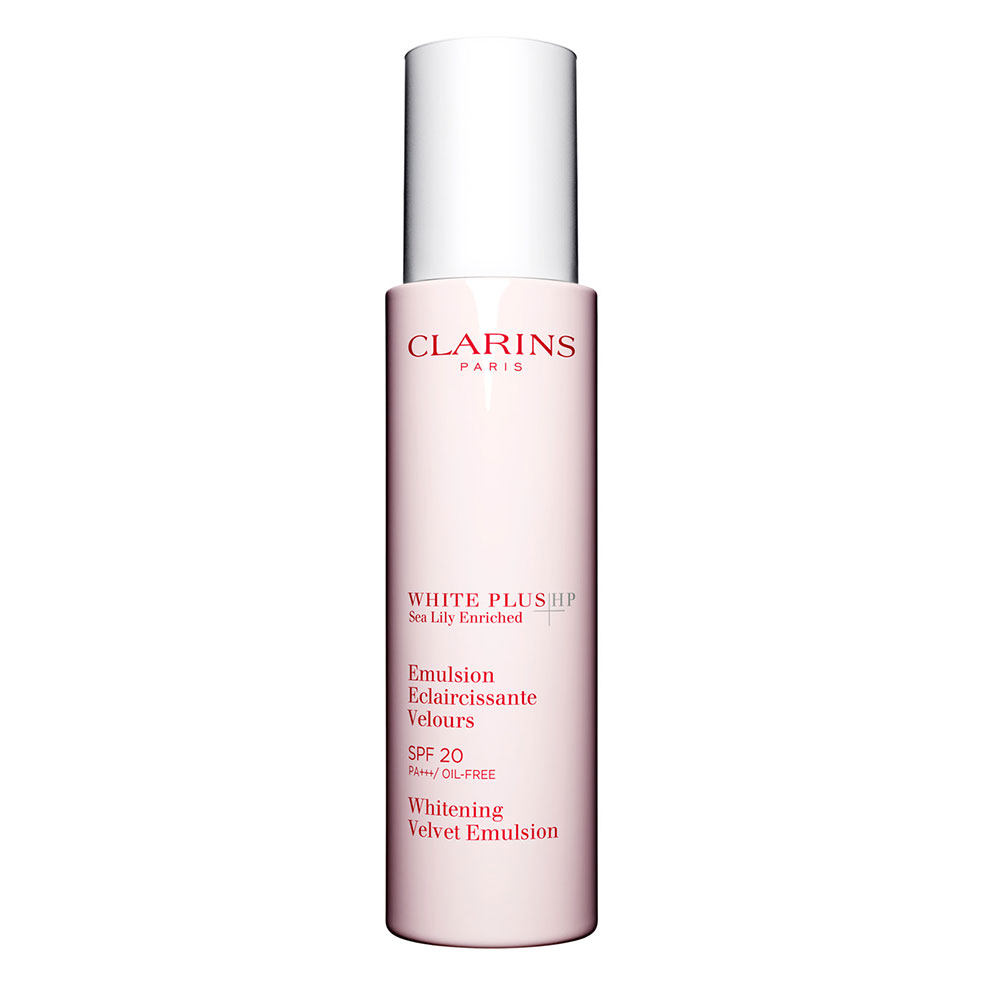 CLARINS
PARIS
WHITE PLUS HP
Sea Lily Enriched
Emulsion
Eclaircissante
Velours
SPF 20
PA+++/ OIL-FREE
Whitening
Velvet Emulsion